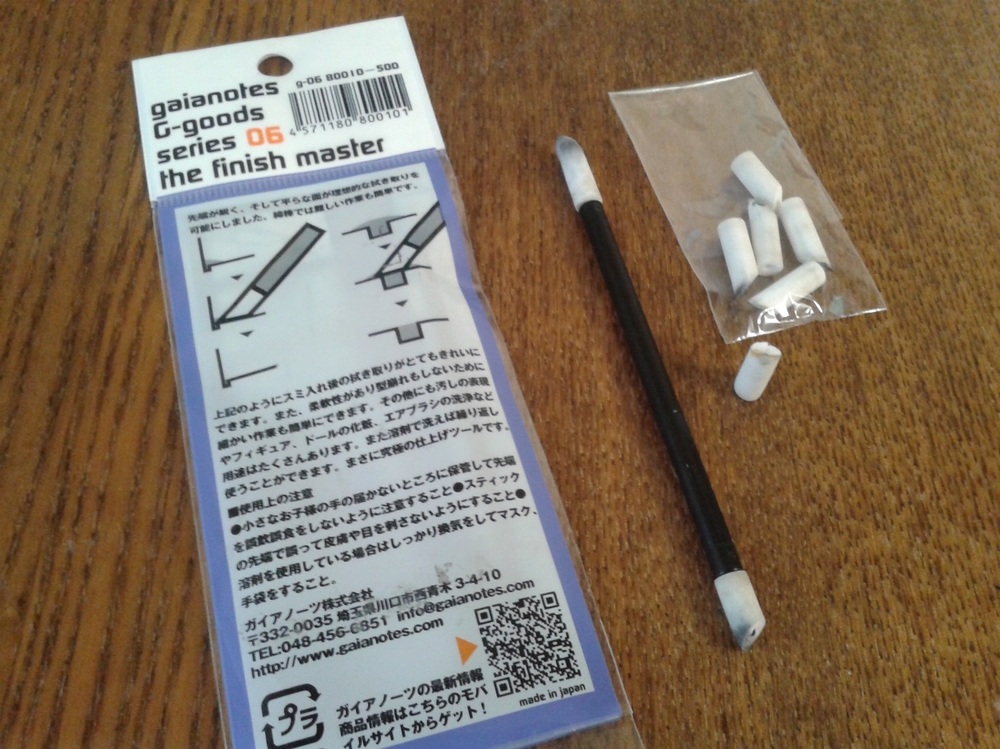 gaianotes
G-goods
series 06
the finish master
g-06 80010-500
4 571180 800101
先端が細く、そして平らな面が理想的な拭き取りを
可能にしました。綿棒では難しい作業も簡単です。
上記のようにスミ入れ後の拭き取りがとてもきれいに
できます。また、柔軟性があり型崩れもしないために
細かい作業も簡単にできます。その他にも汚しの表現
やフィギュア、ドールの化粧、エアブラシの洗浄など
用途はたくさんあります。また溶剤で洗えば繰り返し
使うことができます。まさに究極の仕上げツールです。
■使用上の注意
●小さなお子様の手の届かないところに保管して先端
を誤飲誤食をしないように注意すること●スティック
の先端で誤って皮膚や目を刺さないようにすること●
溶剤を使用している場合はしっかり換気をしてマスク、
手袋をすること。
ガイアノーツ株式会社
〒332-0035 埼玉県川口市西青木 3-4-10
TEL:048-456-6851 info@gaianotes.com
http://www.gaianotes.com
プラ
ガイアノーツの最新情報
商品情報はこちらのモバ
イルサイトからゲット！
made in japan